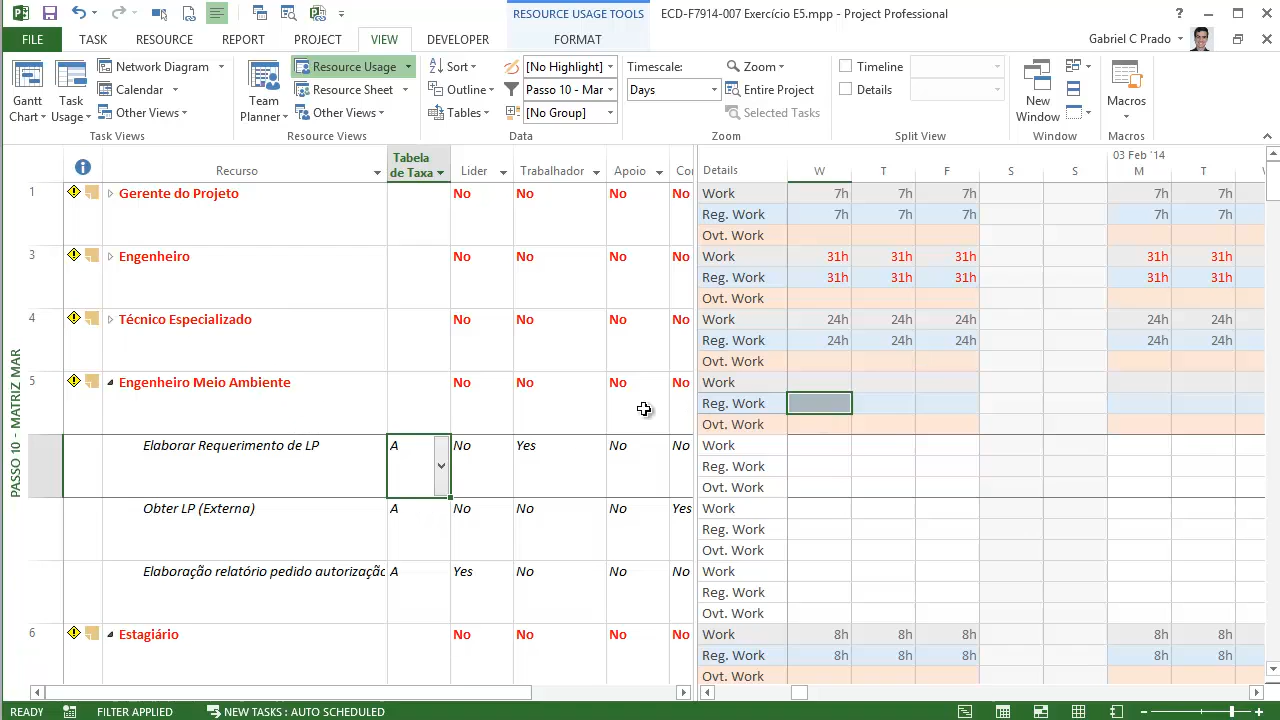 RESOURCE USAGE TOOLS
ECD-F7914-007 Exercício E5.mpp - Project Professional
FILE TASK RESOURCE REPORT PROJECT VIEW DEVELOPER FORMAT
Gabriel C Prado
Gantt Chart
Task Usage
Network Diagram
Calendar
Other Views
Task Views
Team Planner
Resource Usage
Resource Sheet
Other Views
Resource Views
Sort
Outline
Tables
[No Highlight]
Passo 10 - Mar
[No Group]
Data
Timescale:
Days
Zoom
Entire Project
Selected Tasks
Zoom
Timeline
Details
Split View
New Window
Window
Macros
Macros
Recurso Tabela de Taxa Lider Trabalhador Apoio Co
03 Feb '14
Details W T F S S M T
PASSO 10 - MATRIZ MAR
1 Gerente do Projeto No No No No
Work 7h 7h 7h 7h 7h
Reg. Work 7h 7h 7h 7h 7h
Ovt. Work
3 Engenheiro No No No No
Work 31h 31h 31h 31h 31h
Reg. Work 31h 31h 31h 31h 31h
Ovt. Work
4 Técnico Especializado No No No No
Work 24h 24h 24h 24h 24h
Reg. Work 24h 24h 24h 24h 24h
Ovt. Work
5 Engenheiro Meio Ambiente No No No No
Work
Reg. Work
Ovt. Work
Elaborar Requerimento de LP A No Yes No No
Work
Reg. Work
Ovt. Work
Obter LP (Externa) A No No No Yes
Work
Reg. Work
Ovt. Work
Elaboração relatório pedido autorização A Yes No No No
Work
Reg. Work
Ovt. Work
6 Estagiário No No No No
Work 8h 8h 8h 8h 8h
Reg. Work 8h 8h 8h 8h 8h
Ovt. Work
READY FILTER APPLIED NEW TASKS : AUTO SCHEDULED